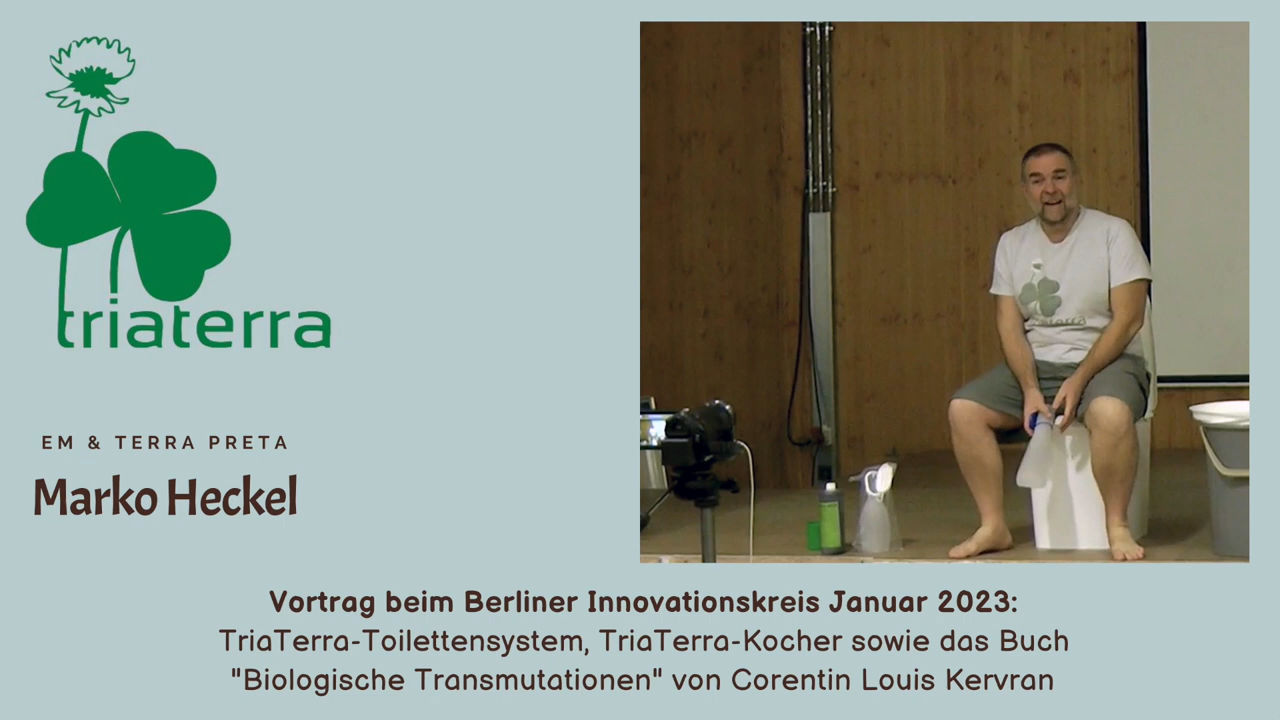 triaterra
EM & TERRA PRETA
Marko Heckel
triaterra
Vortrag beim Berliner Innovationskreis Januar 2023:
TriaTerra-Toilettensystem, TriaTerra-Kocher sowie das Buch
"Biologische Transmutationen" von Corentin Louis Kervran